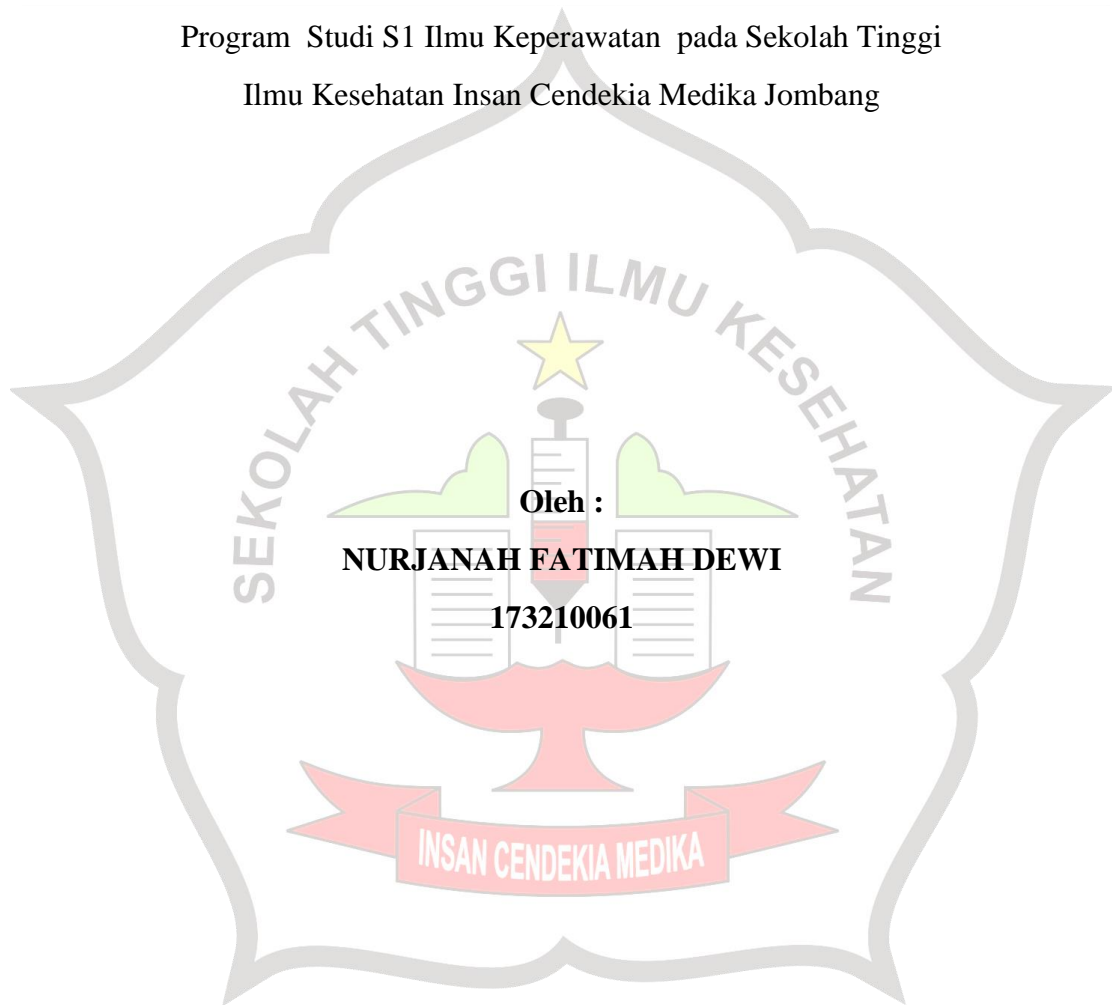 Program Studi S1 Ilmu Keperawatan pada Sekolah Tinggi
Ilmu Kesehatan Insan Cendekia Medika Jombang
SEKOLAH TINGGI ILMU KESEHATAN
Oleh :
NURJANAH FATIMAH DEWI
173210061
INSAN CENDEKIA MEDIKA